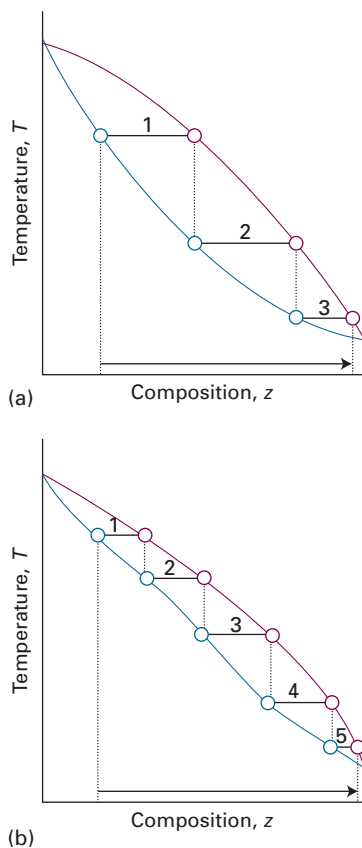 1
2
3
Temperature, T
(a)
Composition, z
1
2
3
4
5
Temperature, T
(b)
Composition, z